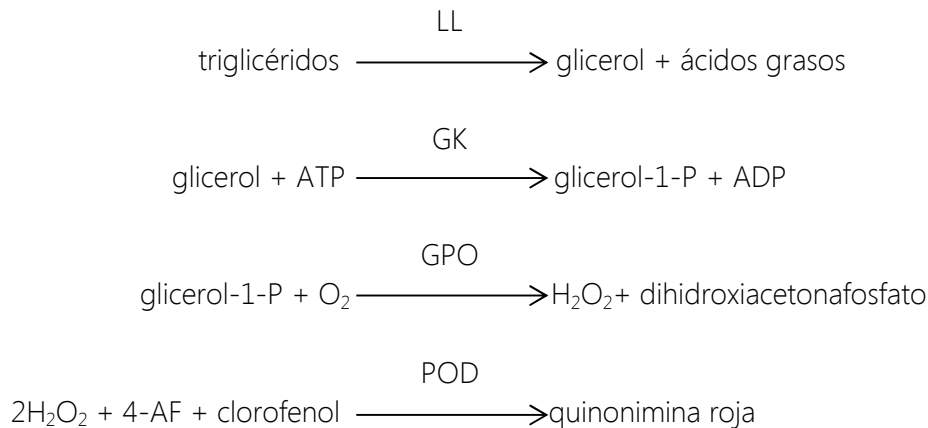 LL
triglicéridos glicerol + ácidos grasos
GK
glicerol + ATP glicerol-1-P + ADP
GPO
glicerol-1-P + O₂ H₂O₂+ dihidroxiacetonafosfato
POD
2H₂O₂ + 4-AF + clorofenol quinonimina roja